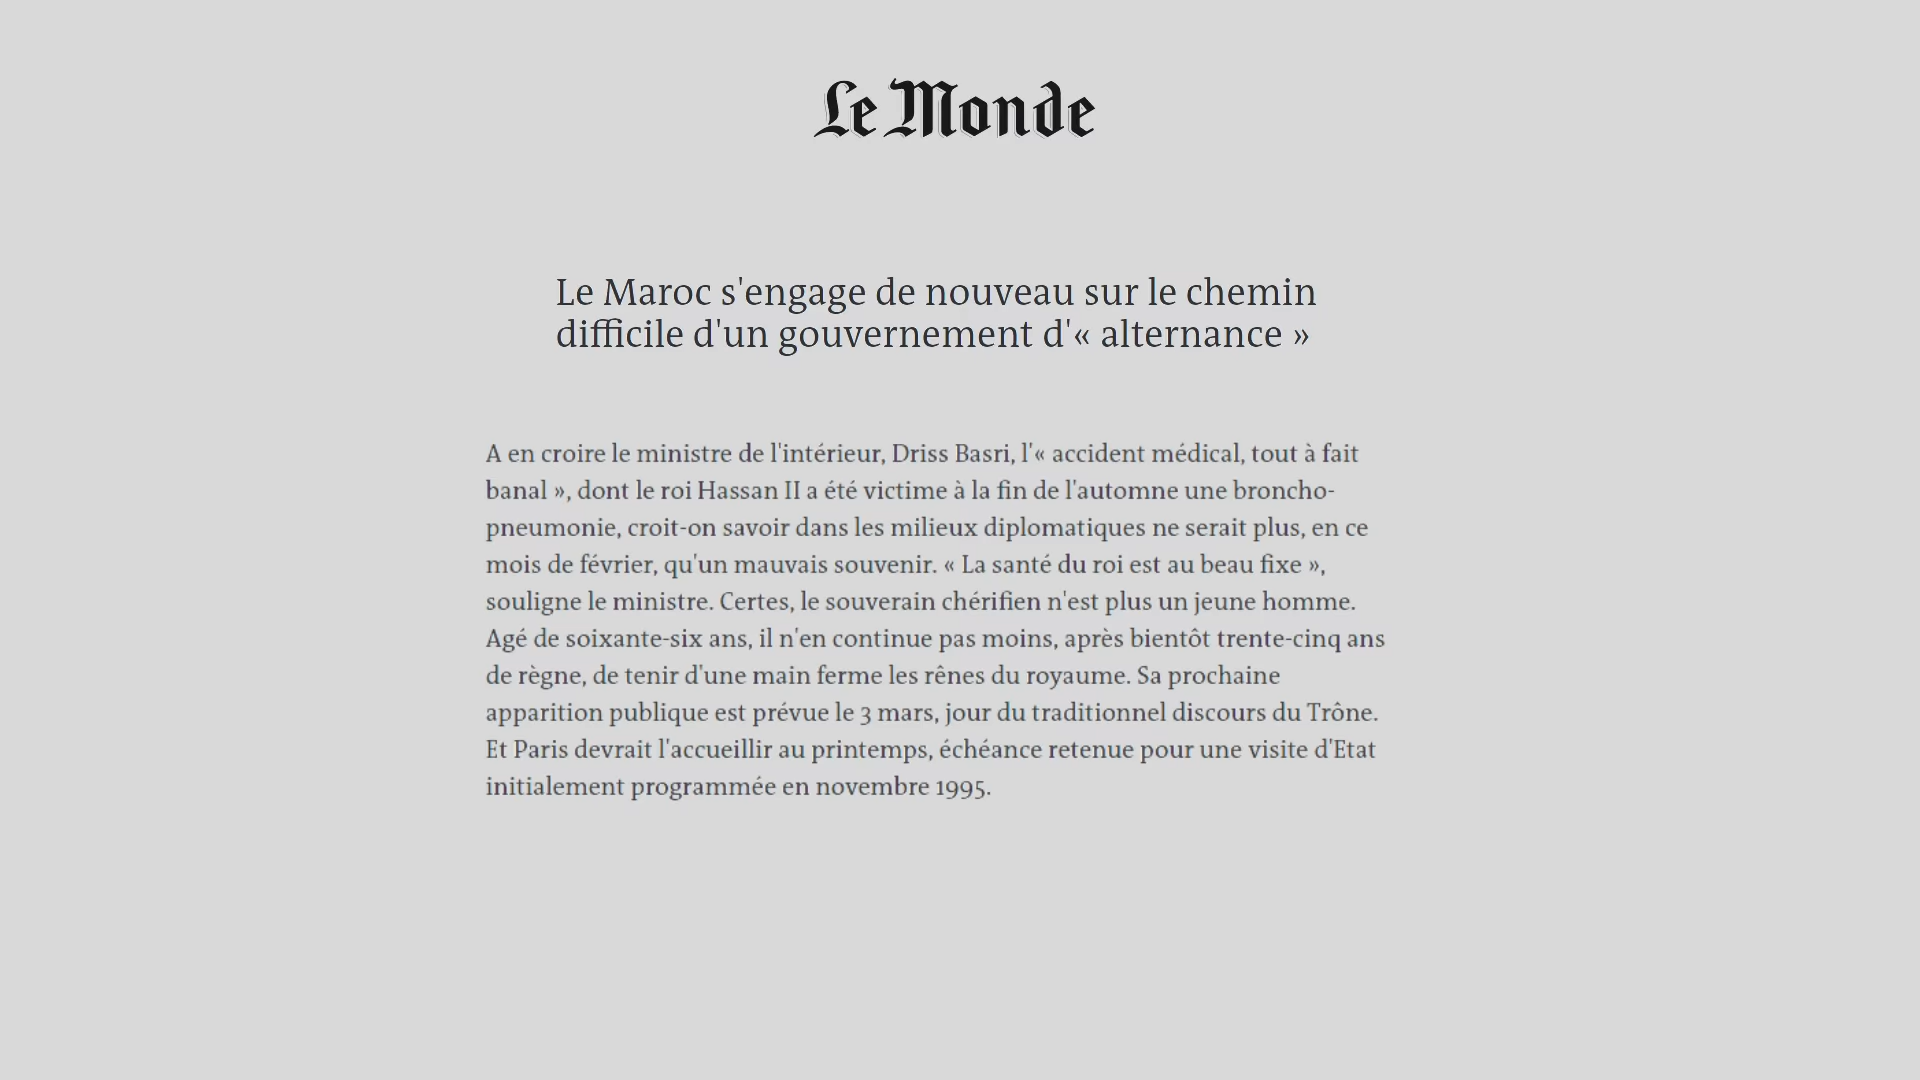 Le Monde
Le Maroc s'engage de nouveau sur le chemin
difficile d'un gouvernement d'« alternance »
A en croire le ministre de l'intérieur, Driss Basri, l'« accident médical, tout à fait
banal », dont le roi Hassan II a été victime à la fin de l'automne une broncho-
pneumonie, croit-on savoir dans les milieux diplomatiques ne serait plus, en ce
mois de février, qu'un mauvais souvenir. « La santé du roi est au beau fixe »,
souligne le ministre. Certes, le souverain chérifien n'est plus un jeune homme.
Agé de soixante-six ans, il n'en continue pas moins, après bientôt trente-cinq ans
de règne, de tenir d'une main ferme les rênes du royaume. Sa prochaine
apparition publique est prévue le 3 mars, jour du traditionnel discours du Trône.
Et Paris devrait l'accueillir au printemps, échéance retenue pour une visite d'Etat
initialement programmée en novembre 1995.